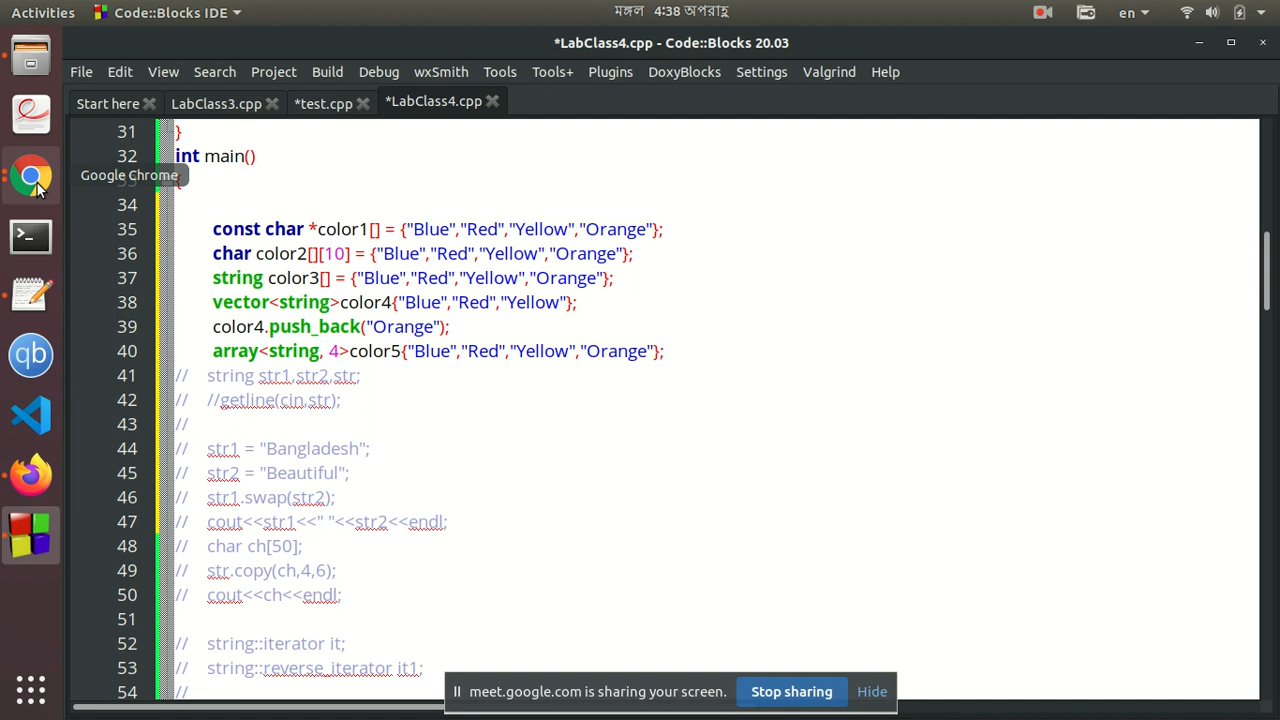 Activities
Code::Blocks IDE
মঙ্গল 4:38 অপরাহ্ণ
en
*LabClass4.cpp - Code::Blocks 20.03
File Edit View Search Project Build Debug wxSmith Tools Tools+ Plugins DoxyBlocks Settings Valgrind Help
Start here
LabClass3.cpp
*test.cpp
*LabClass4.cpp
31 }
32 int main()
Google Chrome
33 {
34
35 const char *color1[] = {"Blue","Red","Yellow","Orange"};
36 char color2[][10] = {"Blue","Red","Yellow","Orange"};
37 string color3[] = {"Blue","Red","Yellow","Orange"};
38 vector<string>color4{"Blue","Red","Yellow"};
39 color4.push_back("Orange");
40 array<string, 4>color5{"Blue","Red","Yellow","Orange"};
41 // string str1,str2,str;
42 // //getline(cin,str);
43 //
44 // str1 = "Bangladesh";
45 // str2 = "Beautiful";
46 // str1.swap(str2);
47 // cout<<str1<<" "<<str2<<endl;
48 // char ch[50];
49 // str.copy(ch,4,6);
50 // cout<<ch<<endl;
51
52 // string::iterator it;
53 // string::reverse_iterator it1;
54 //
qb
meet.google.com is sharing your screen.
Stop sharing
Hide